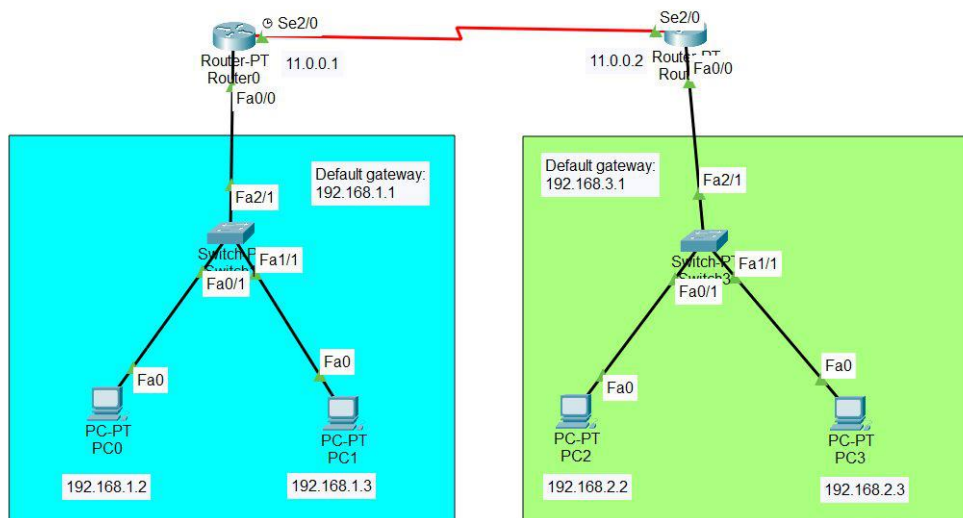 Se2/0
Se2/0
Router-PT
Router0
11.0.0.1
11.0.0.2
Fa0/0
Fa0/0
Default gateway:
192.168.1.1
Default gateway:
192.168.3.1
Fa2/1
Fa2/1
Fa1/1
Fa0/1
Switch-PT
Switch3
Fa1/1
Fa0/1
Fa0
Fa0
Fa0
Fa0
PC-PT
PC0
PC-PT
PC1
PC-PT
PC2
PC-PT
PC3
192.168.1.2
192.168.1.3
192.168.2.2
192.168.2.3